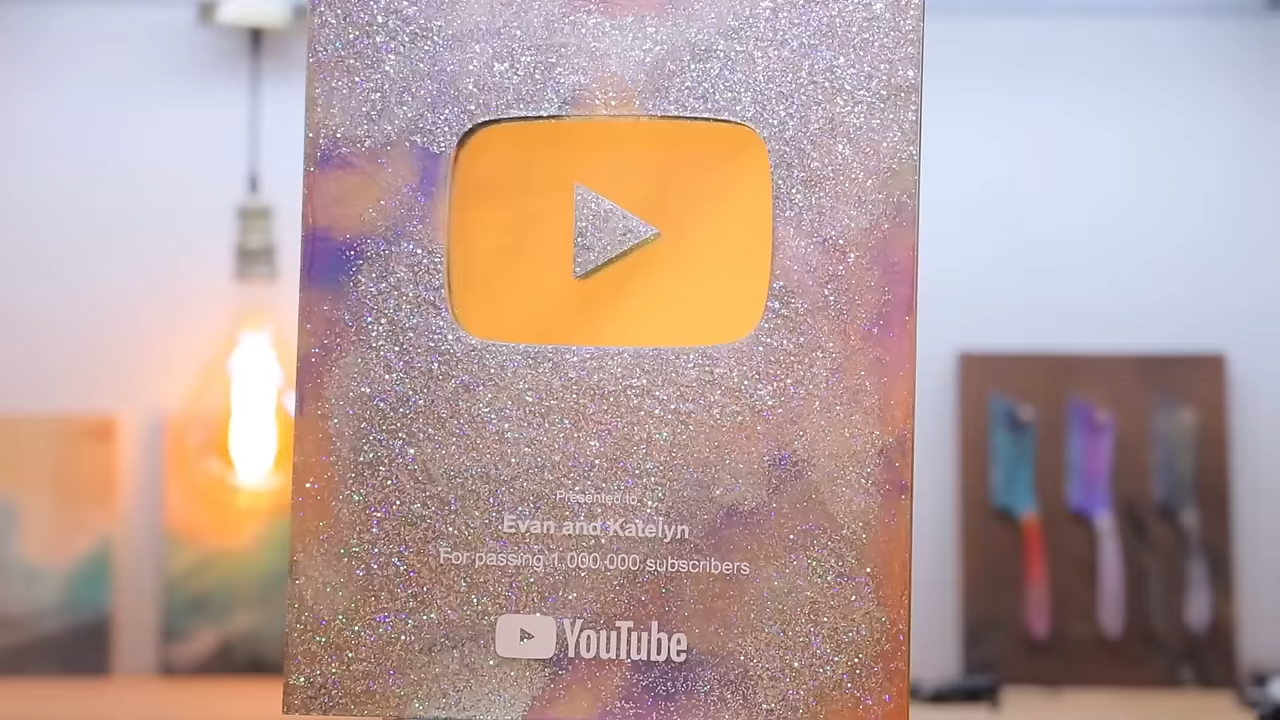 Presented to
Evan and Katelyn
For passing 1,000,000 subscribers
YouTube